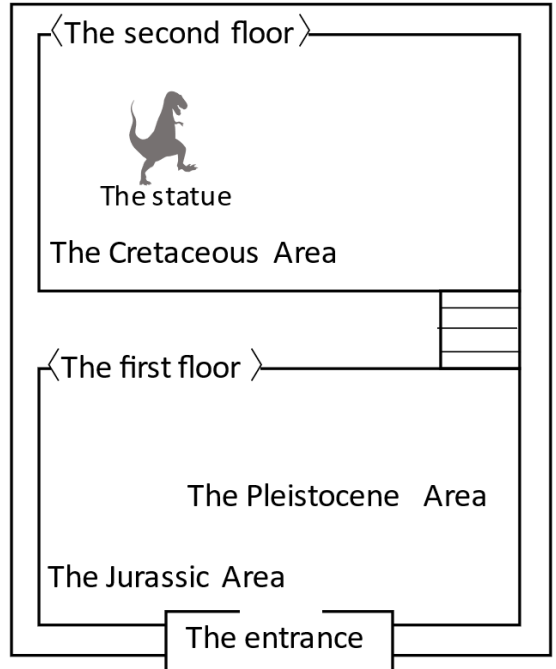 〈The second floor〉
The statue
The Cretaceous Area
〈The first floor〉
The Pleistocene Area
The Jurassic Area
The entrance